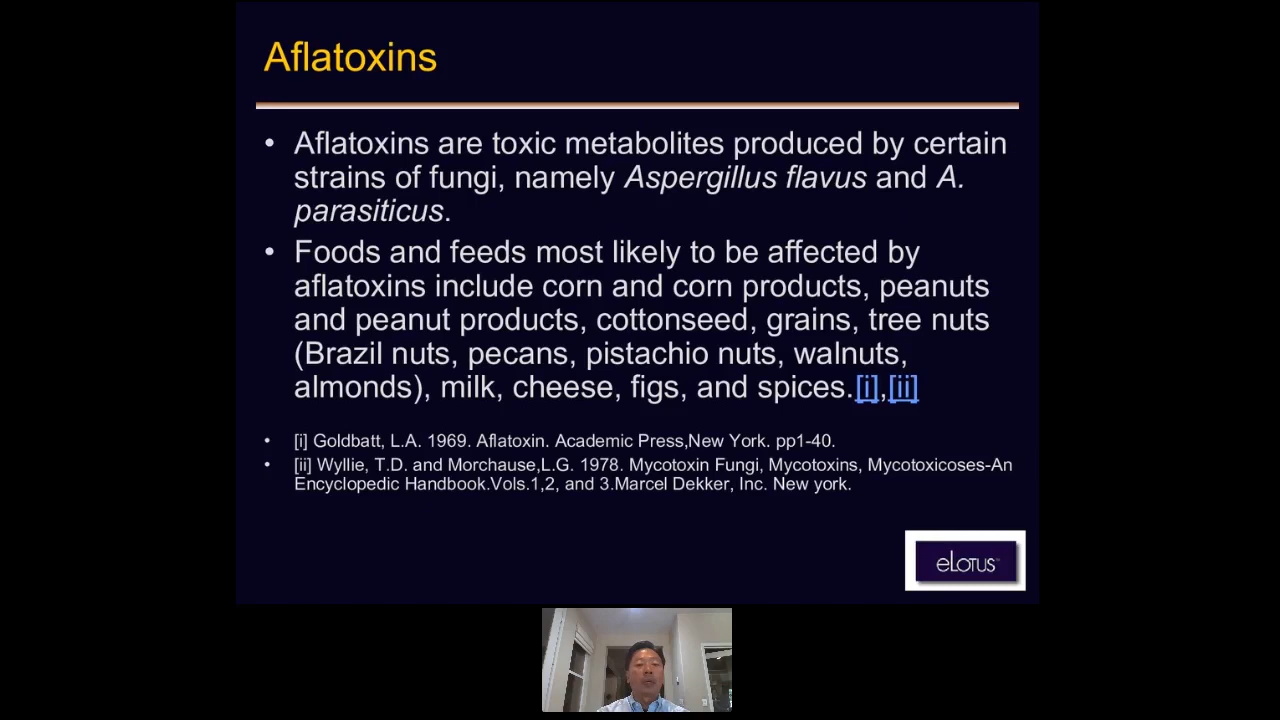 Aflatoxins
• Aflatoxins are toxic metabolites produced by certain
strains of fungi, namely Aspergillus flavus and A.
parasiticus.
• Foods and feeds most likely to be affected by
aflatoxins include corn and corn products, peanuts
and peanut products, cottonseed, grains, tree nuts
(Brazil nuts, pecans, pistachio nuts, walnuts,
almonds), milk, cheese, figs, and spices.[i],[ii]
• [i] Goldbatt, L.A. 1969. Aflatoxin. Academic Press,New York. pp1-40.
• [ii] Wyllie, T.D. and Morchause,L.G. 1978. Mycotoxin Fungi, Mycotoxins, Mycotoxicoses-An
Encyclopedic Handbook.Vols.1,2, and 3.Marcel Dekker, Inc. New york.
eLotus™